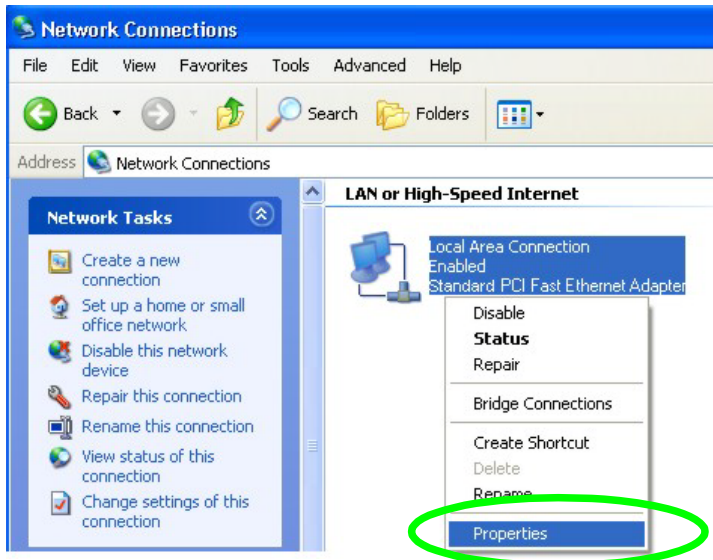 Network Connections
File Edit View Favorites Tools Advanced Help
Back Search Folders
Address Network Connections
Network Tasks
Create a new
connection
Set up a home or small
office network
Disable this network
device
Repair this connection
Rename this connection
View status of this
connection
Change settings of this
connection
LAN or High-Speed Internet
Local Area Connection
Enabled
Standard PCI Fast Ethernet Adapter
Disable
Status
Repair
Bridge Connections
Create Shortcut
Delete
Rename
Properties